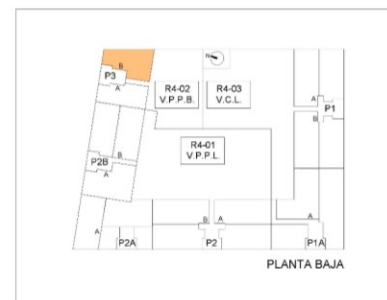 B
P3
A
R4-02
V.P.P.B.
R4-03
V.C.L.
A
P1
B
R4-01
V.P.P.L.
P2B
B
A
B
A
A
A
P2A
A
P2
P1A
PLANTA BAJA